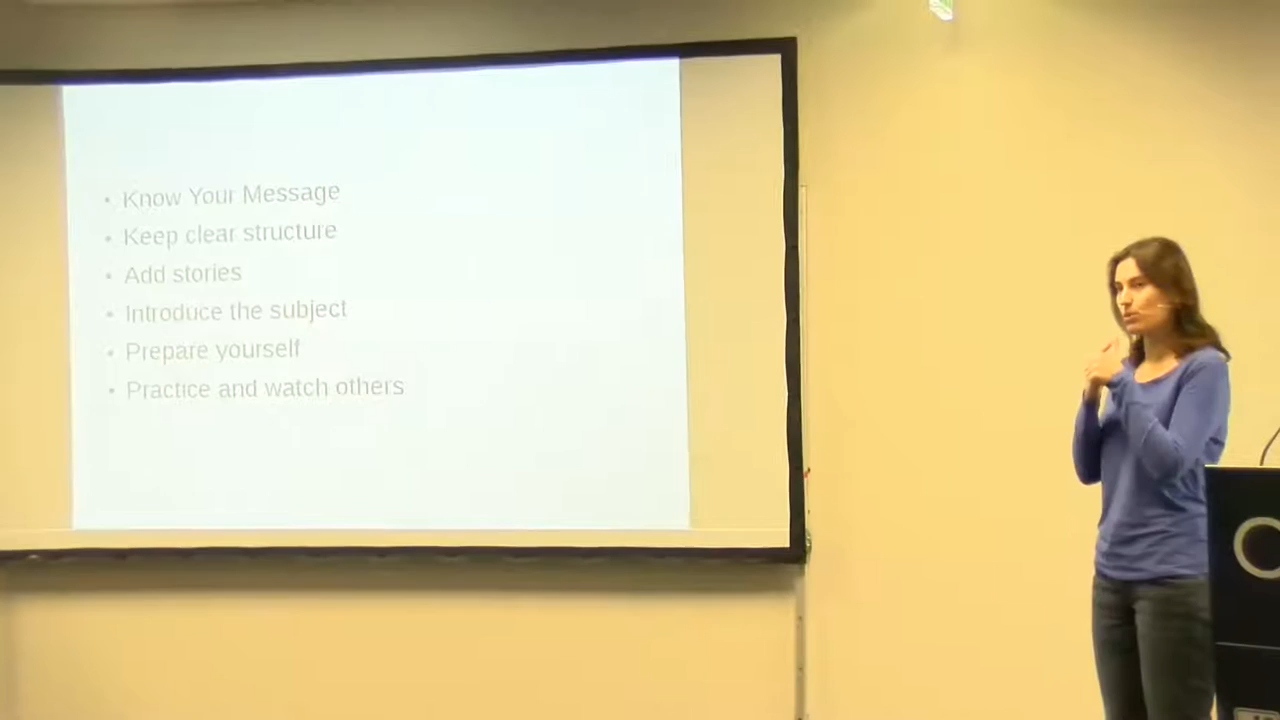 • Know Your Message
• Keep clear structure
• Add stories
• Introduce the subject
• Prepare yourself
• Practice and watch others